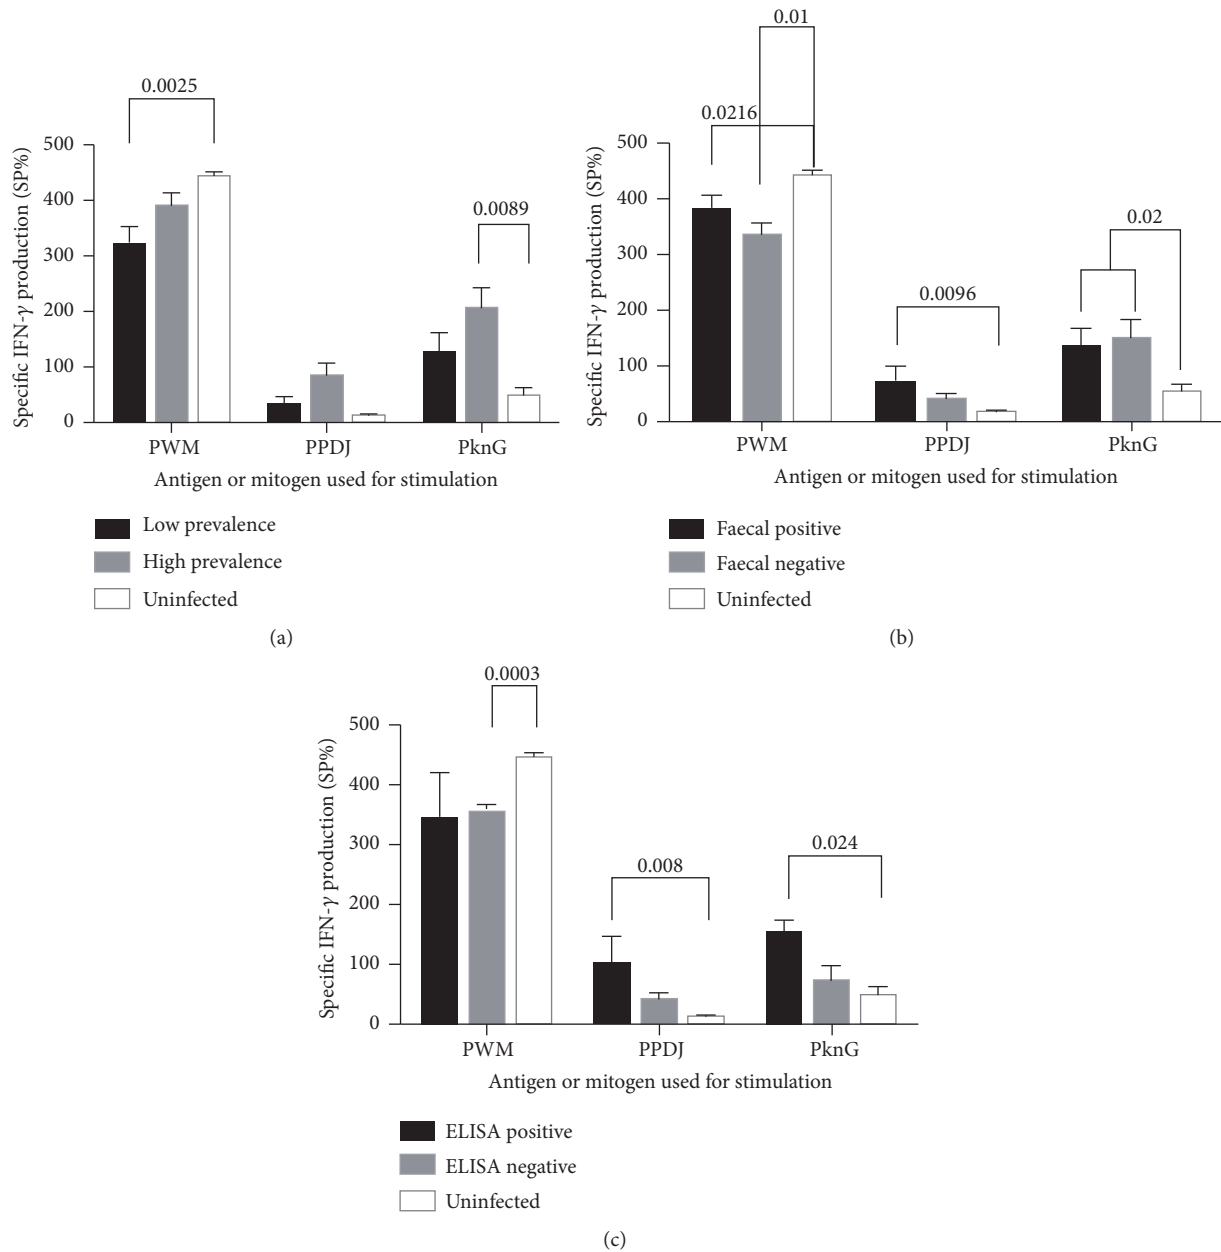 0.0025
0.0089
500
400
300
200
100
0
Specific IFN-γ production (SP%)
PWM PPDJ PknG
Antigen or mitogen used for stimulation
Low prevalence
High prevalence
Uninfected
(a)
0.01
0.0216
0.02
0.0096
500
400
300
200
100
0
Specific IFN-γ production (SP%)
PWM PPDJ PknG
Antigen or mitogen used for stimulation
Faecal positive
Faecal negative
Uninfected
(b)
0.0003
0.024
0.008
500
400
300
200
100
0
Specific IFN-γ production (SP%)
PWM PPDJ PknG
Antigen or mitogen used for stimulation
ELISA positive
ELISA negative
Uninfected
(c)